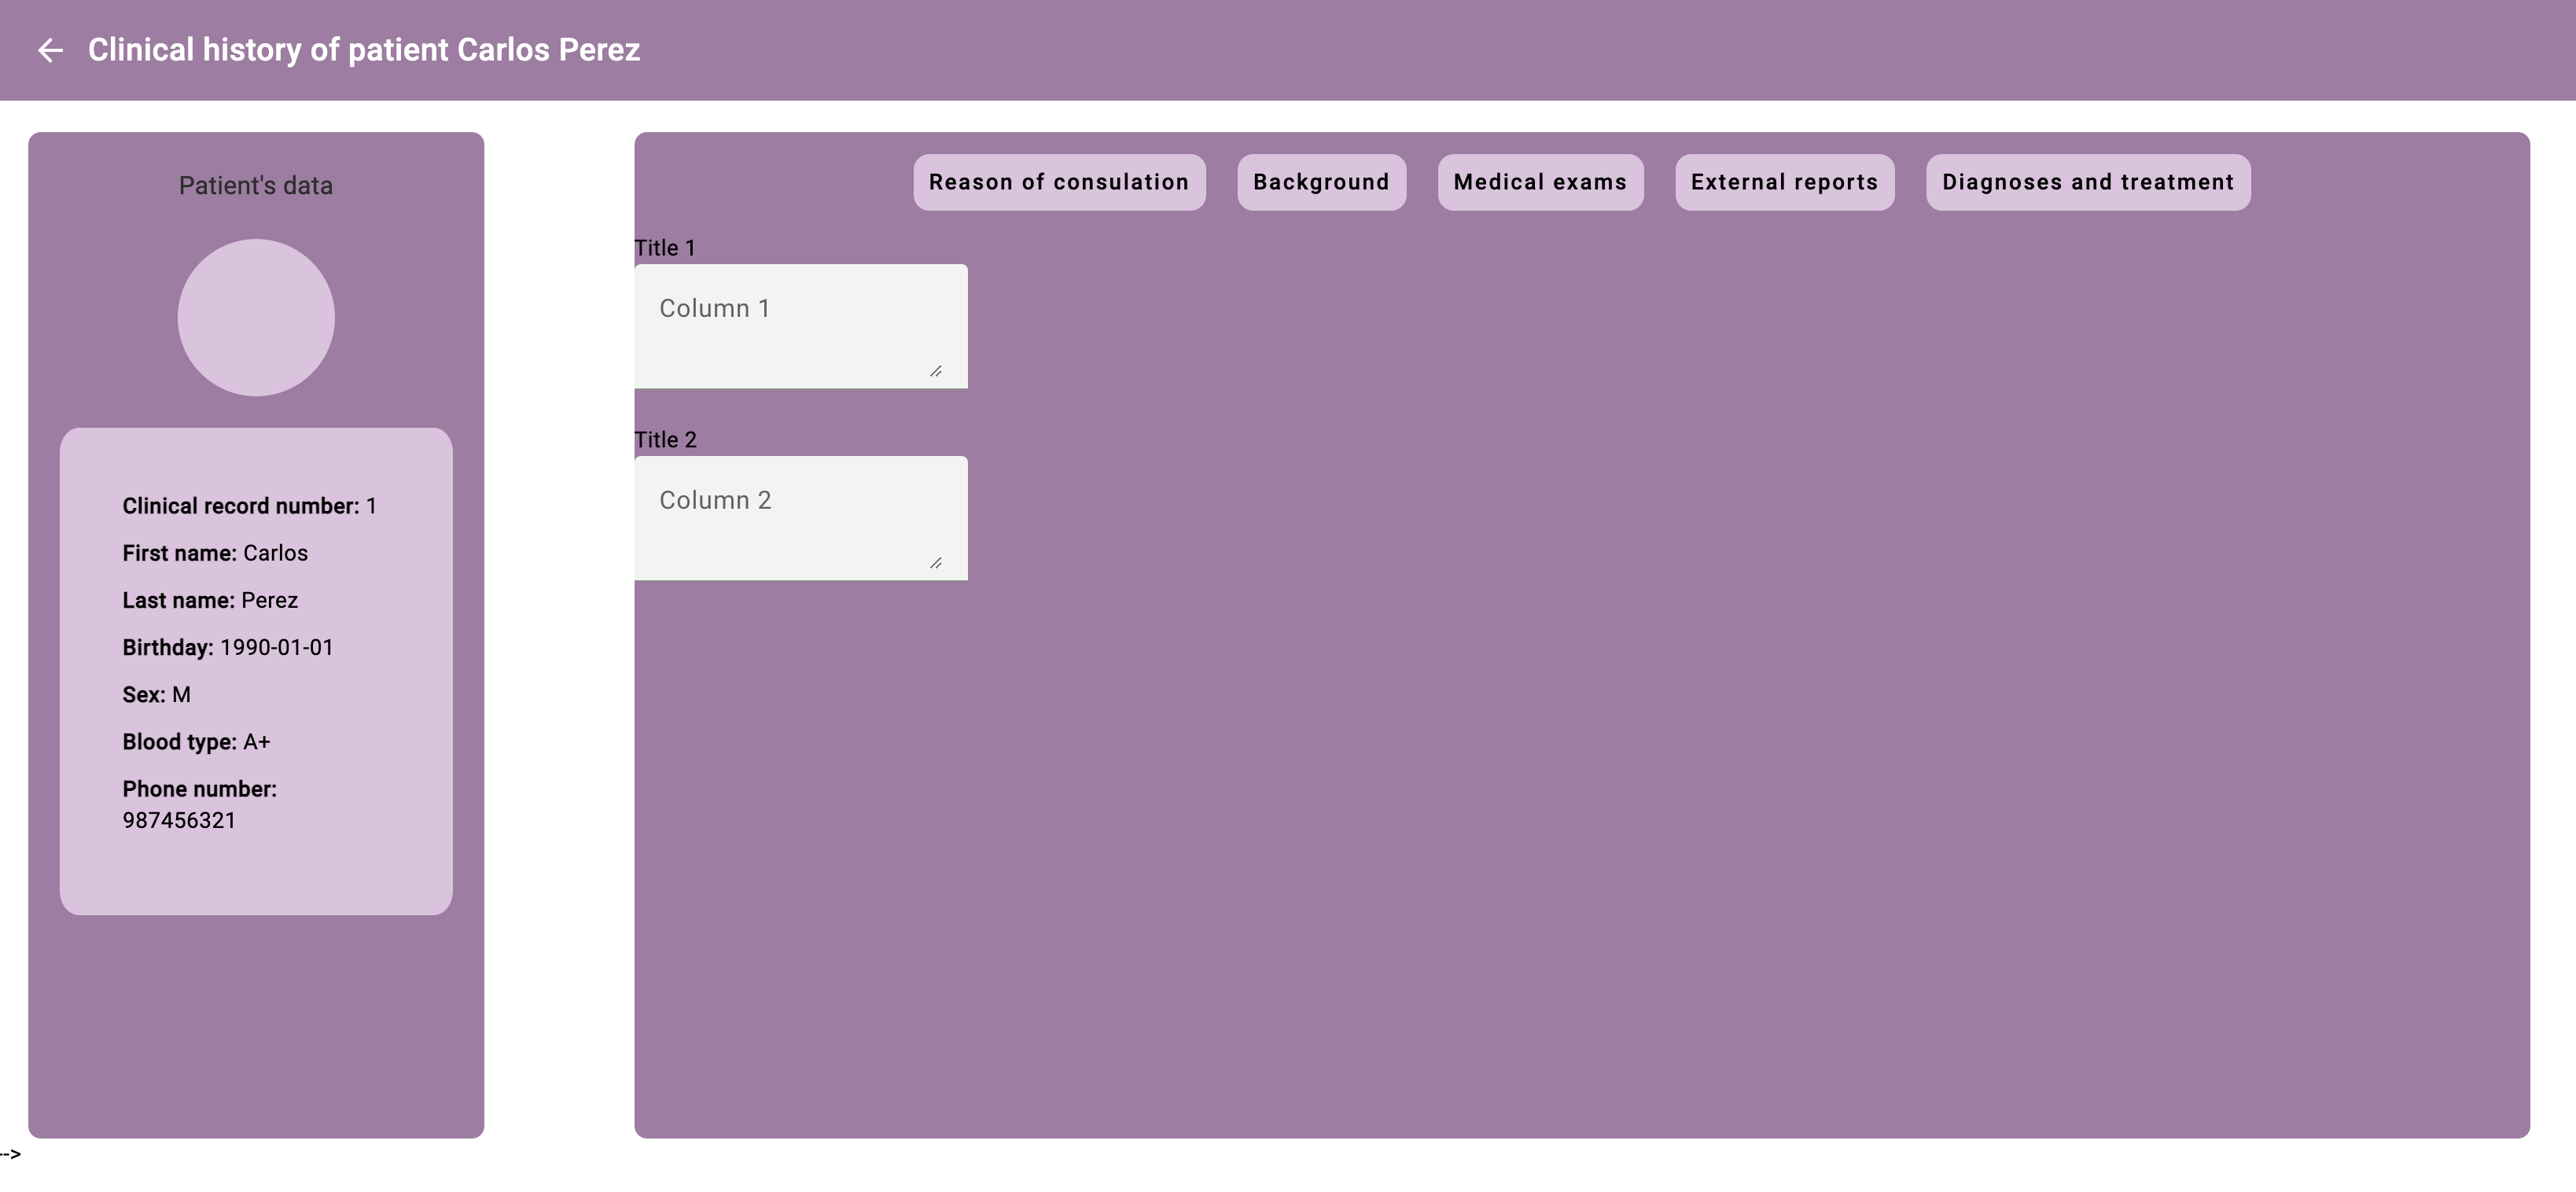 Clinical history of patient Carlos Perez
Patient's data
Clinical record number: 1
First name: Carlos
Last name: Perez
Birthday: 1990-01-01
Sex: M
Blood type: A+
Phone number:
987456321
Reason of consulation Background Medical exams External reports Diagnoses and treatment
Title 1
Column 1
Title 2
Column 2
-->